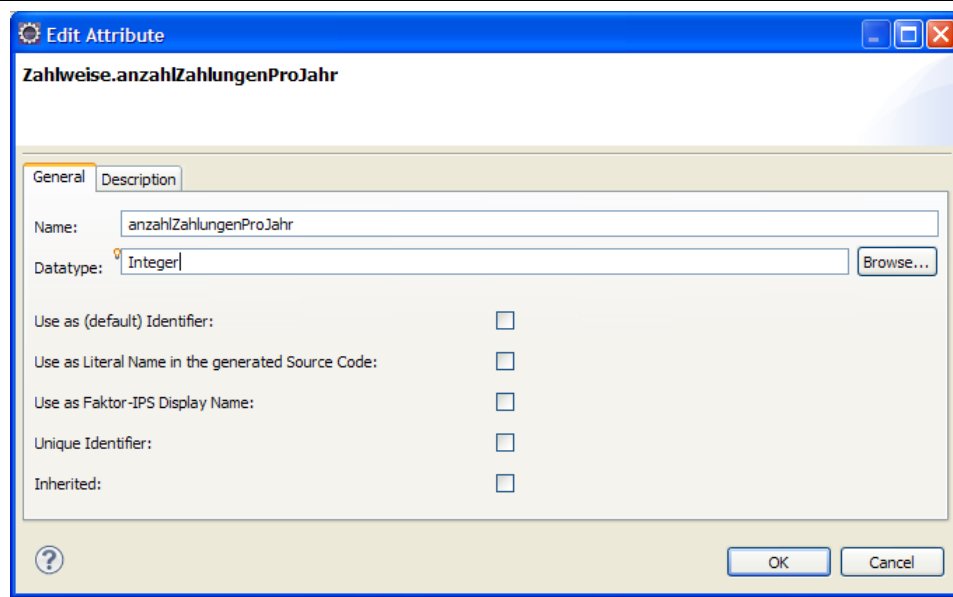 Edit Attribute
Zahlweise.anzahlZahlungenProJahr
General Description
Name: anzahlZahlungenProJahr
Datatype: Integer Browse...
Use as (default) Identifier:
Use as Literal Name in the generated Source Code:
Use as Faktor-IPS Display Name:
Unique Identifier:
Inherited:
? OK Cancel